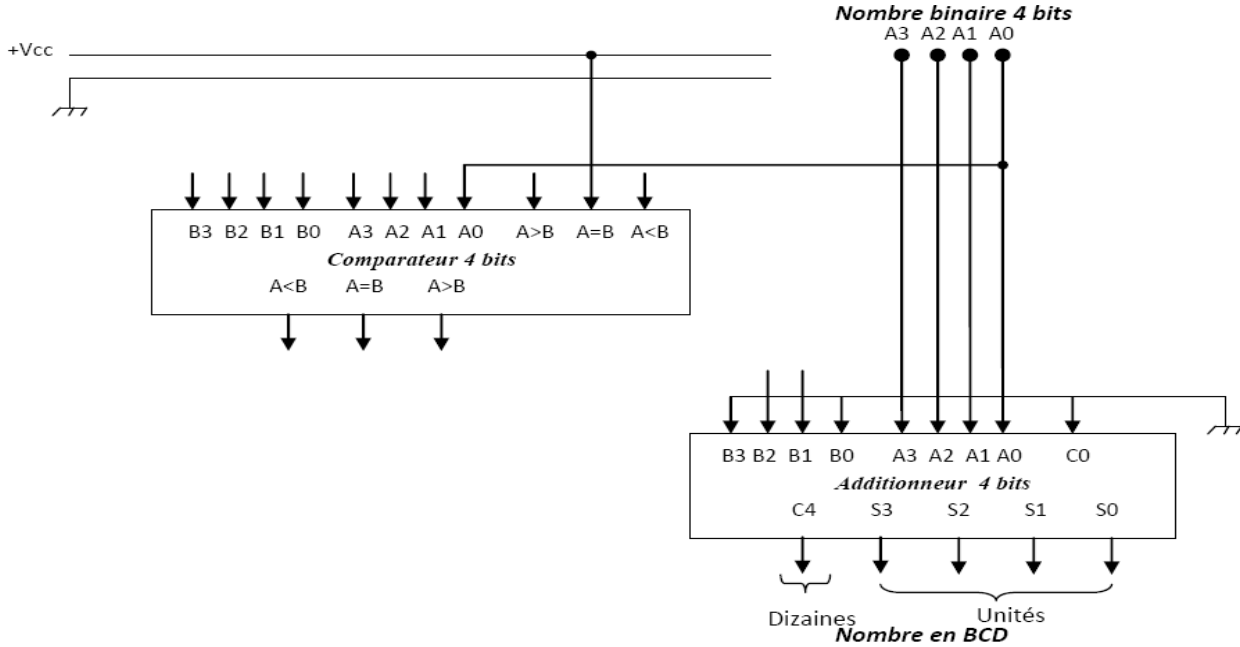 Nombre binaire 4 bits
A3 A2 A1 A0
+Vcc
B3 B2 B1 B0 A3 A2 A1 A0 A>B A=B A<B
Comparateur 4 bits
A<B A=B A>B
B3 B2 B1 B0 A3 A2 A1 A0 C0
Additionneur 4 bits
C4 S3 S2 S1 S0
Dizaines Unités
Nombre en BCD